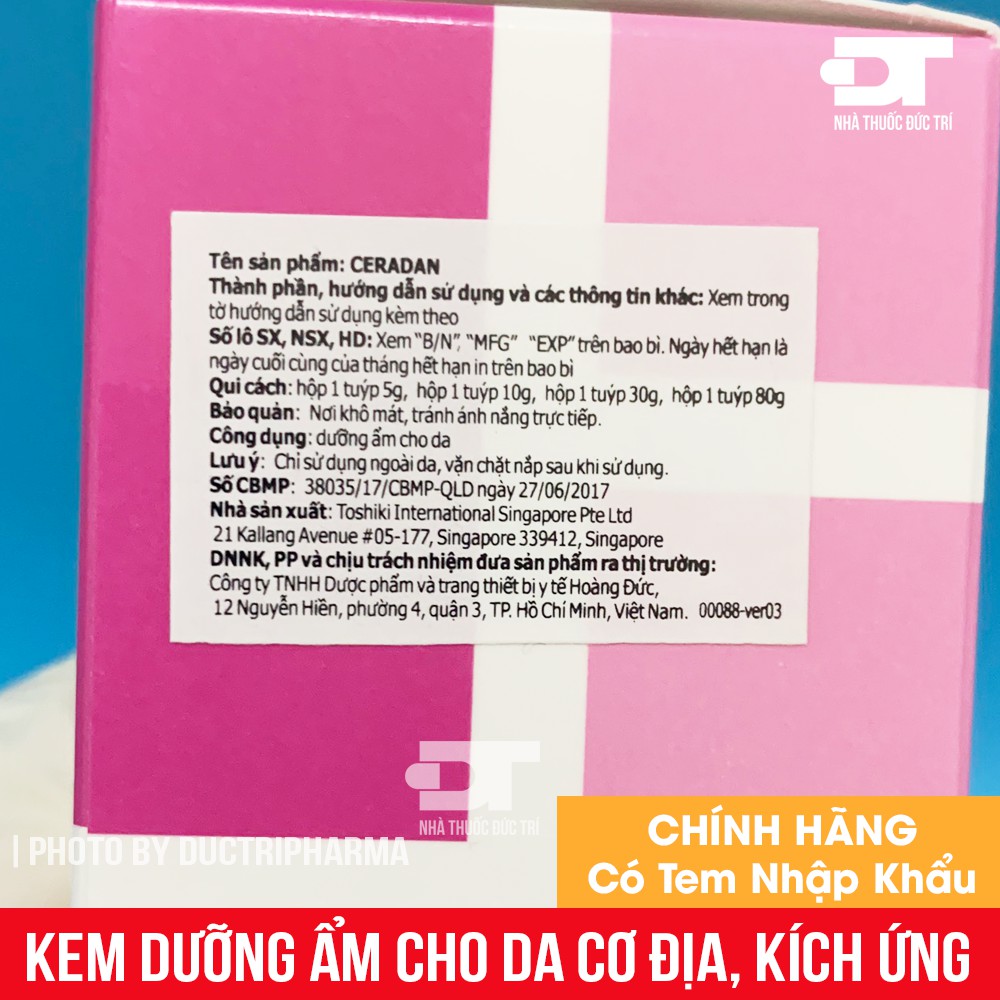 DT
NHÀ THUỐC ĐỨC TRÍ
Tên sản phẩm: CERADAN
Thành phần, hướng dẫn sử dụng và các thông tin khác: Xem trong
tờ hướng dẫn sử dụng kèm theo
Số lô SX, NSX, HD: Xem "B/N", "MFG" "EXP" trên bao bì. Ngày hết hạn là
ngày cuối cùng của tháng hết hạn in trên bao bì
Qui cách: hộp 1 tuýp 5g, hộp 1 tuýp 10g, hộp 1 tuýp 30g, hộp 1 tuýp 80g
Bảo quản: Nơi khô mát, tránh ánh nắng trực tiếp.
Công dụng: dưỡng ẩm cho da
Lưu ý: Chỉ sử dụng ngoài da, vặn chặt nắp sau khi sử dụng.
Số CBMP: 38035/17/CBMP-QLD ngày 27/06/2017
Nhà sản xuất: Toshiki International Singapore Pte Ltd
21 Kallang Avenue #05-177, Singapore 339412, Singapore
DNNK, PP và chịu trách nhiệm đưa sản phẩm ra thị trường:
Công ty TNHH Dược phẩm và trang thiết bị y tế Hoàng Đức,
12 Nguyễn Hiền, phường 4, quận 3, TP. Hồ Chí Minh, Việt Nam. 00088-ver03
DT
NHÀ THUỐC ĐỨC TRÍ
| PHOTO BY DUCTRIPHARMA
CHÍNH HÃNG
Có Tem Nhập Khẩu
KEM DƯỠNG ẨM CHO DA CƠ ĐỊA, KÍCH ỨNG